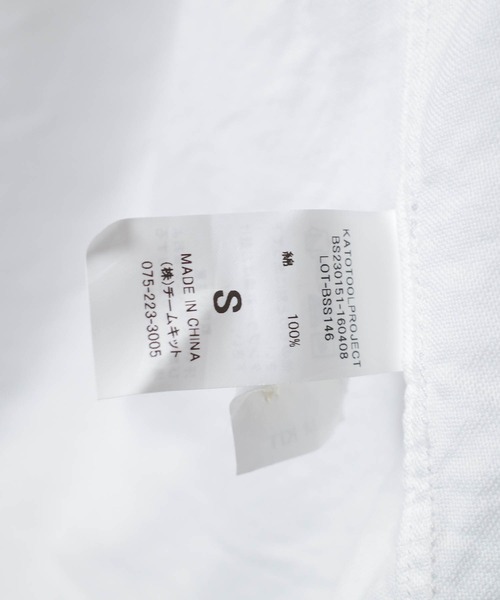 KATOTOOLPROJECT
BS230151-160408
LOT-BSS146
綿 100%
S
MADE IN CHINA
(株)チームキット
075-223-3005